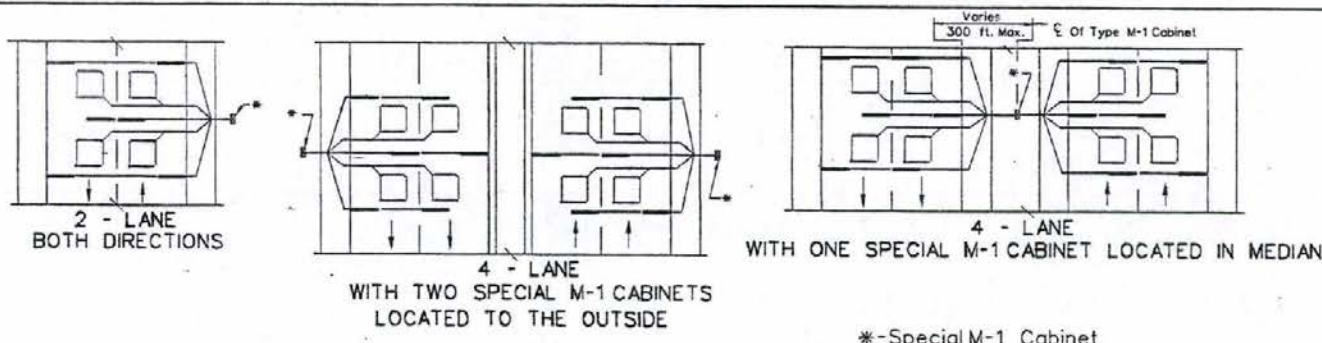 Varies
300 ft. Max.
℄ Of Type M-1 Cabinet
*
*
*
*
2 - LANE
BOTH DIRECTIONS
4 - LANE
WITH TWO SPECIAL M-1 CABINETS
LOCATED TO THE OUTSIDE
4 - LANE
WITH ONE SPECIAL M-1 CABINET LOCATED IN MEDIAN
*-Special M-1 Cabinet